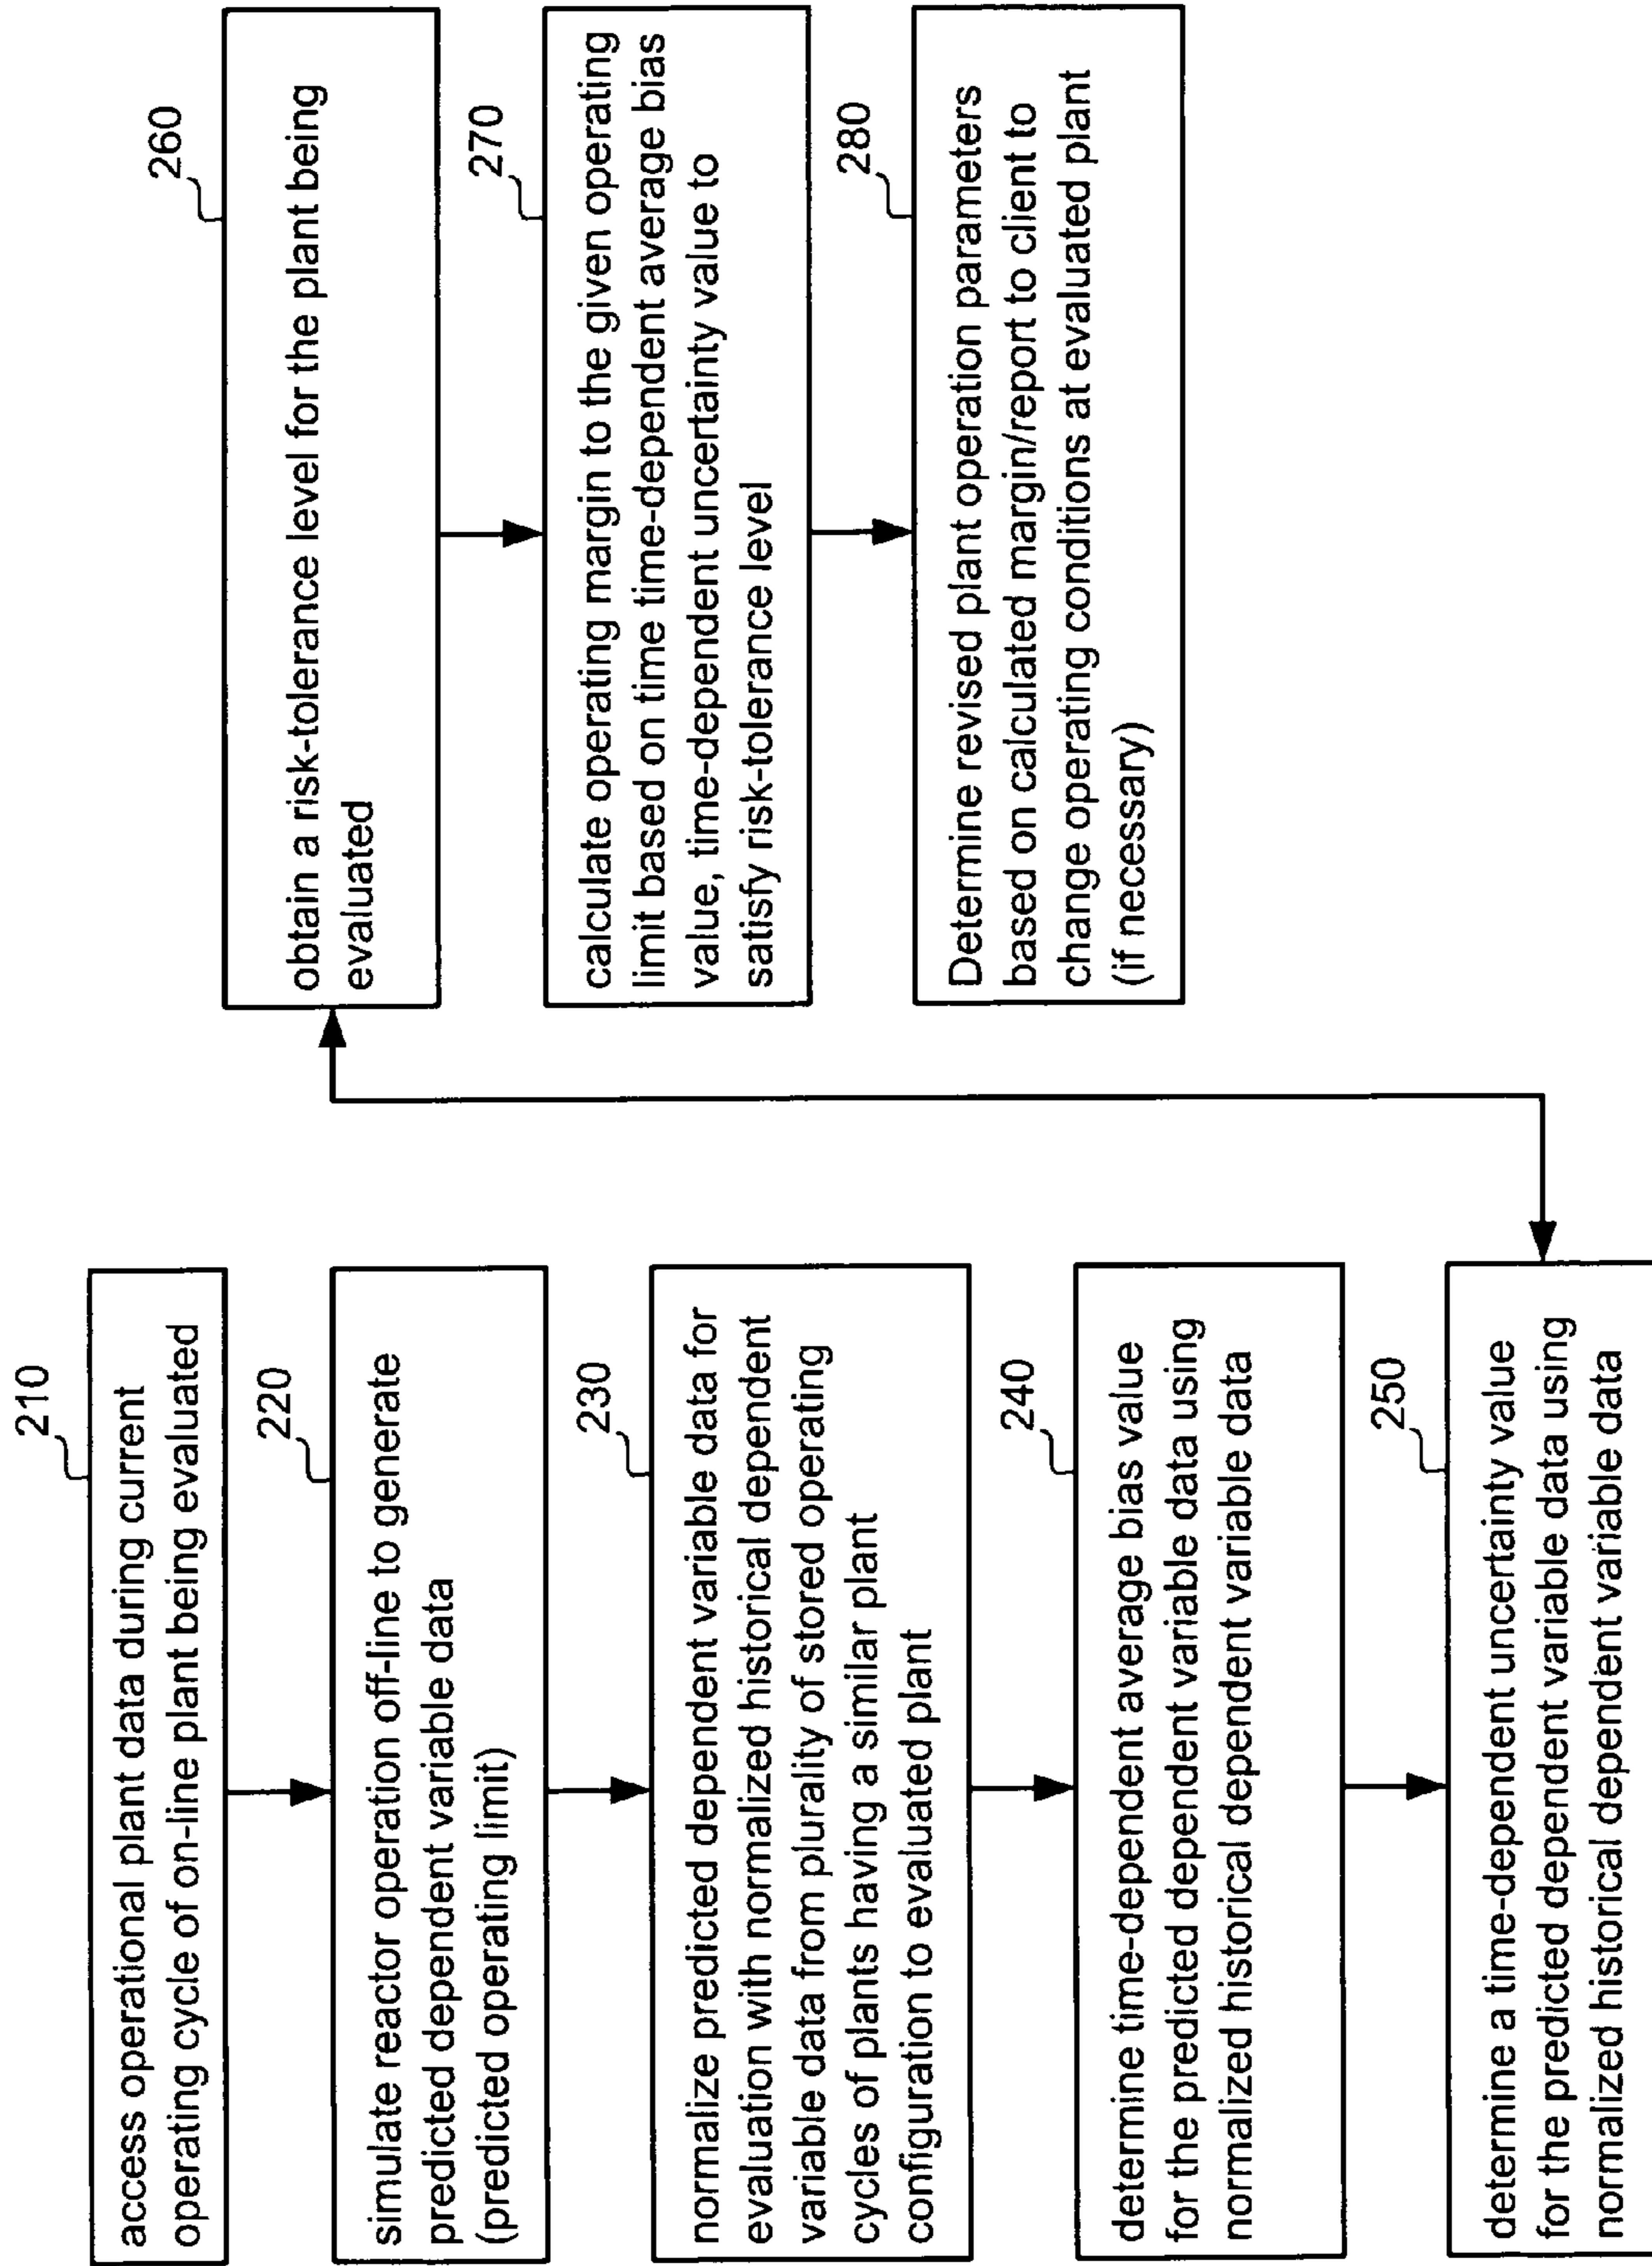 210
access operational plant data during current
operating cycle of on-line plant being evaluated
220
simulate reactor operation off-line to generate
predicted dependent variable data
(predicted operating limit)
230
normalize predicted dependent variable data for
evaluation with normalized historical dependent
variable data from plurality of stored operating
cycles of plants having a similar plant
configuration to evaluated plant
240
determine time-dependent average bias value
for the predicted dependent variable data using
normalized historical dependent variable data
250
determine a time-dependent uncertainty value
for the predicted dependent variable data using
normalized historical dependent variable data
260
obtain a risk-tolerance level for the plant being
evaluated
270
calculate operating margin to the given operating
limit based on time time-dependent average bias
value, time-dependent uncertainty value to
satisfy risk-tolerance level
280
Determine revised plant operation parameters
based on calculated margin/report to client to
change operting conditions at evaluated plant
(if necessary)